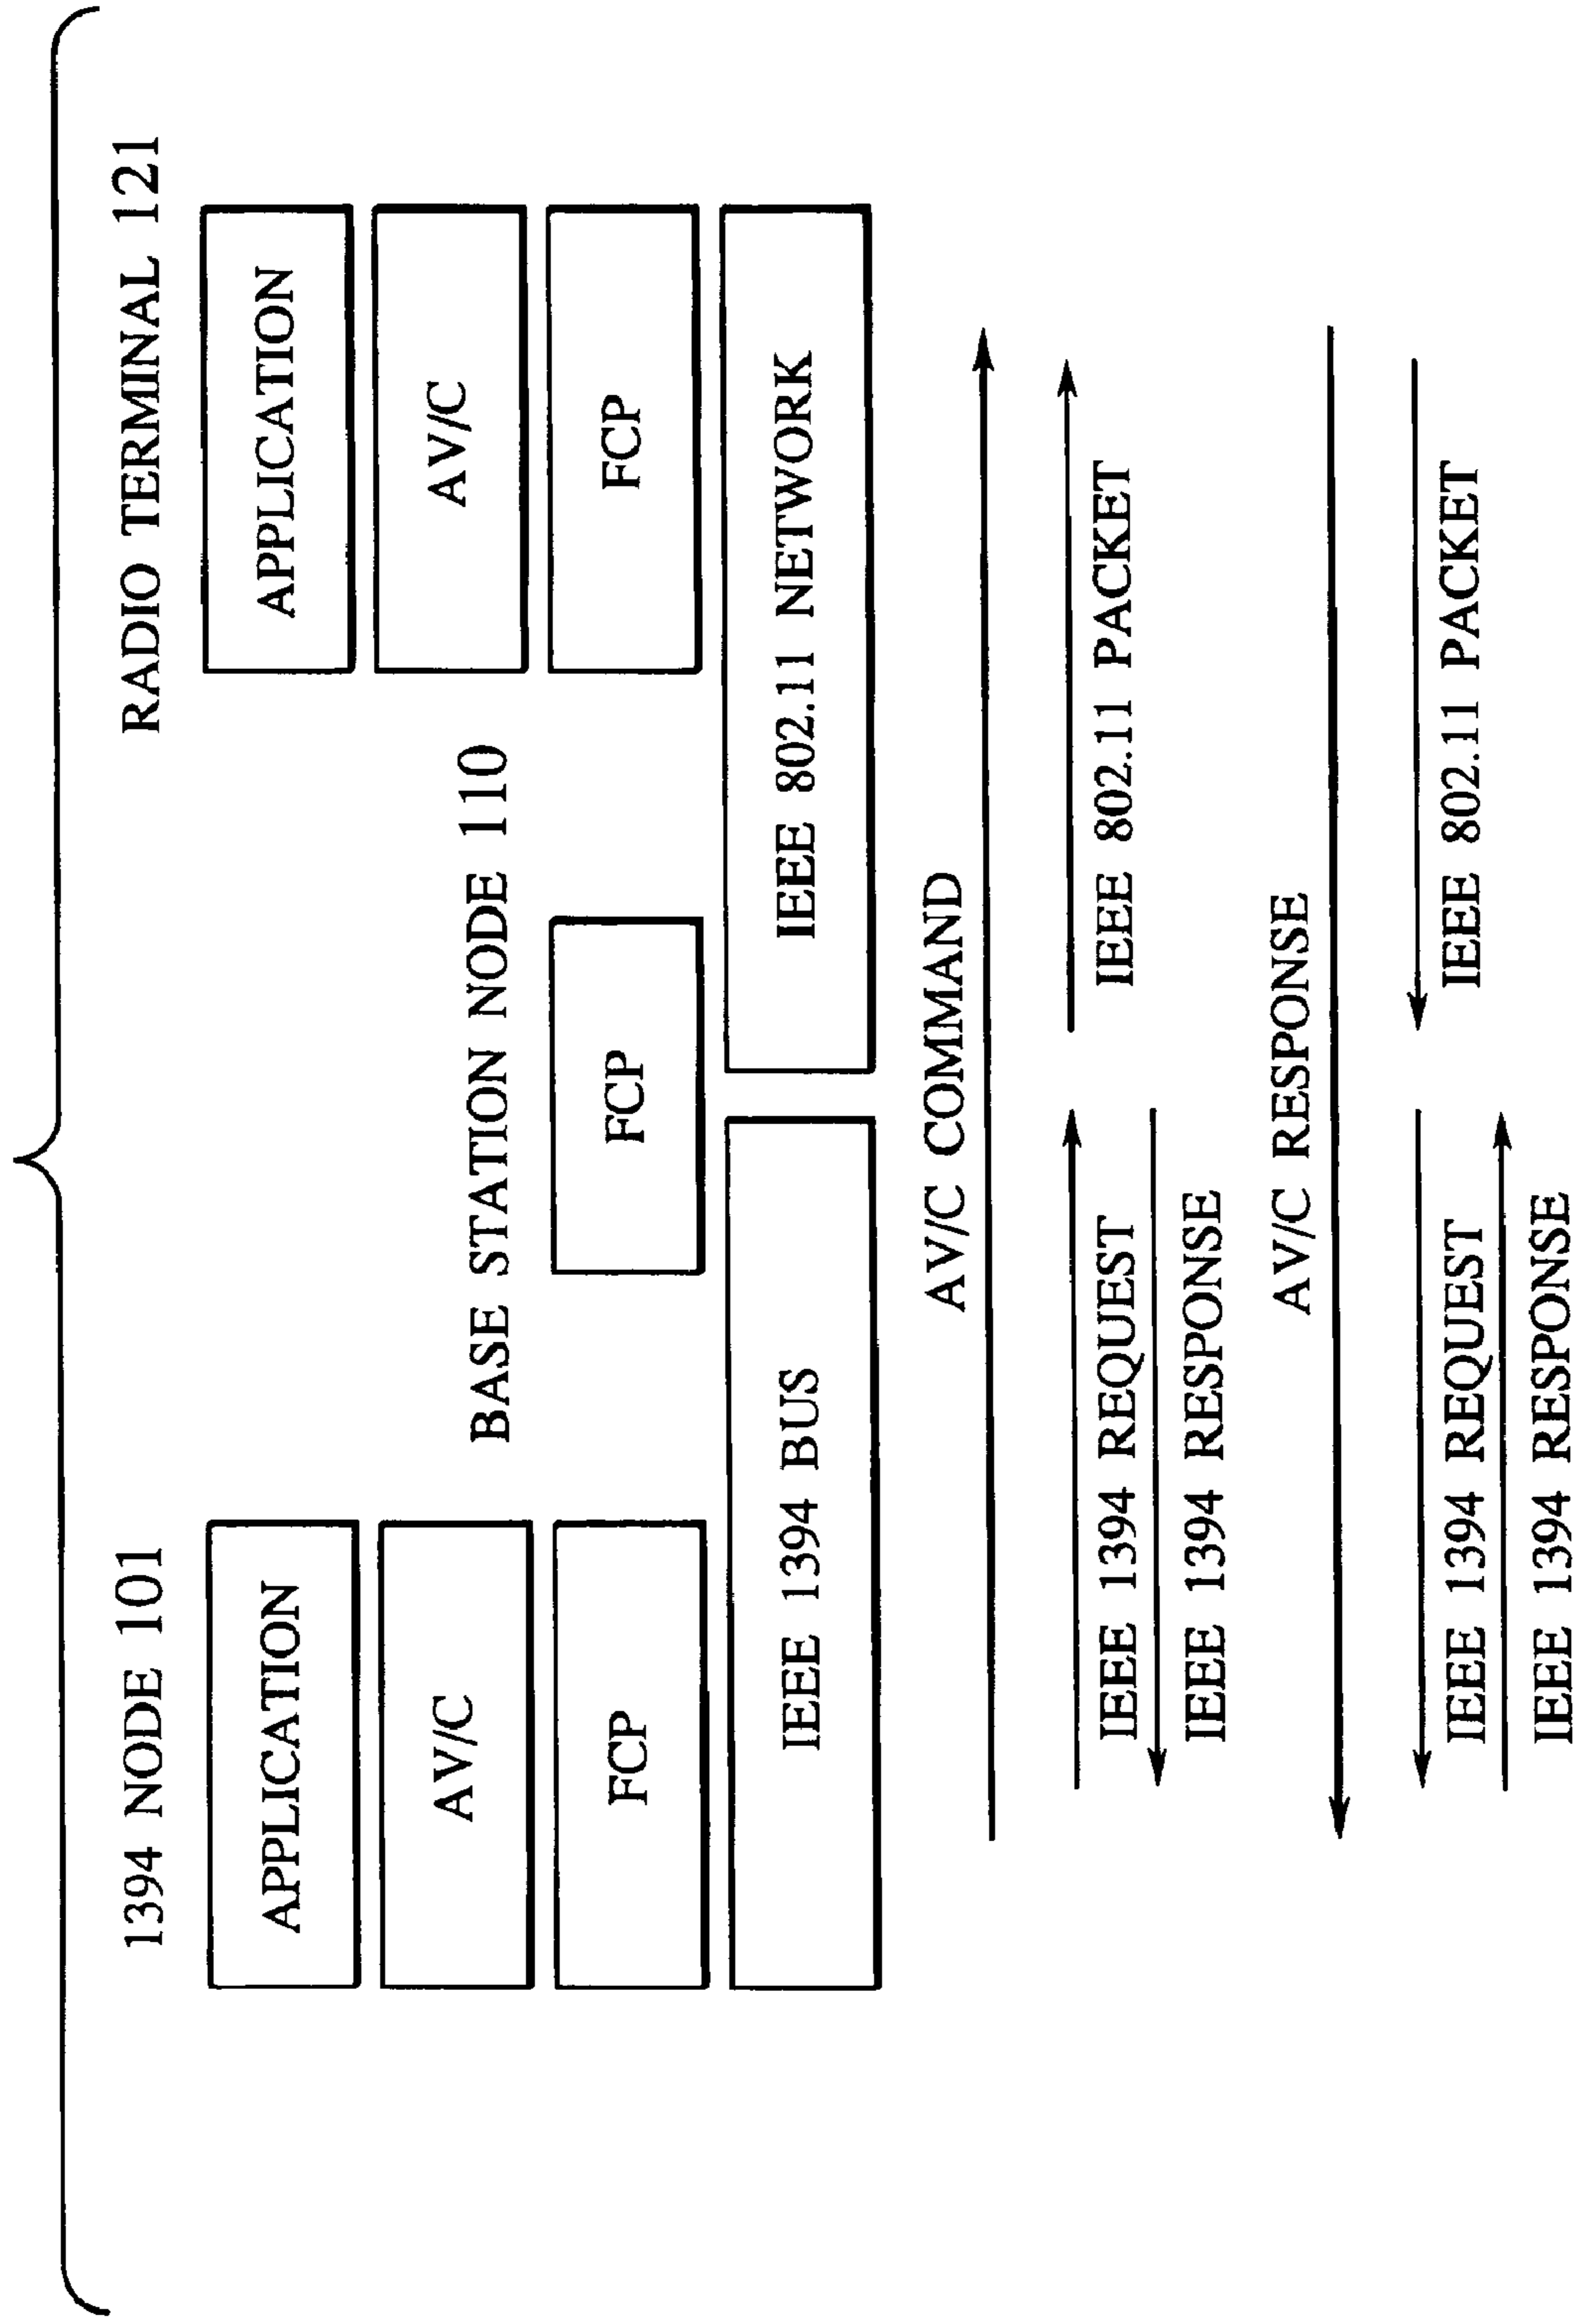 1394 NODE 101
RADIO TERMINAL 121
APPLICATION
APPLICATION
AV/C
BASE STATION NODE 110
AV/C
FCP
FCP
FCP
IEEE 1394 BUS
IEEE 802.11 NETWORK
AV/C COMMAND
IEEE 1394 REQUEST
IEEE 802.11 PACKET
IEEE 1394 RESPONSE
AV/C RESPONSE
IEEE 1394 REQUEST
IEEE 802.11 PACKET
IEEE 1394 RESPONSE